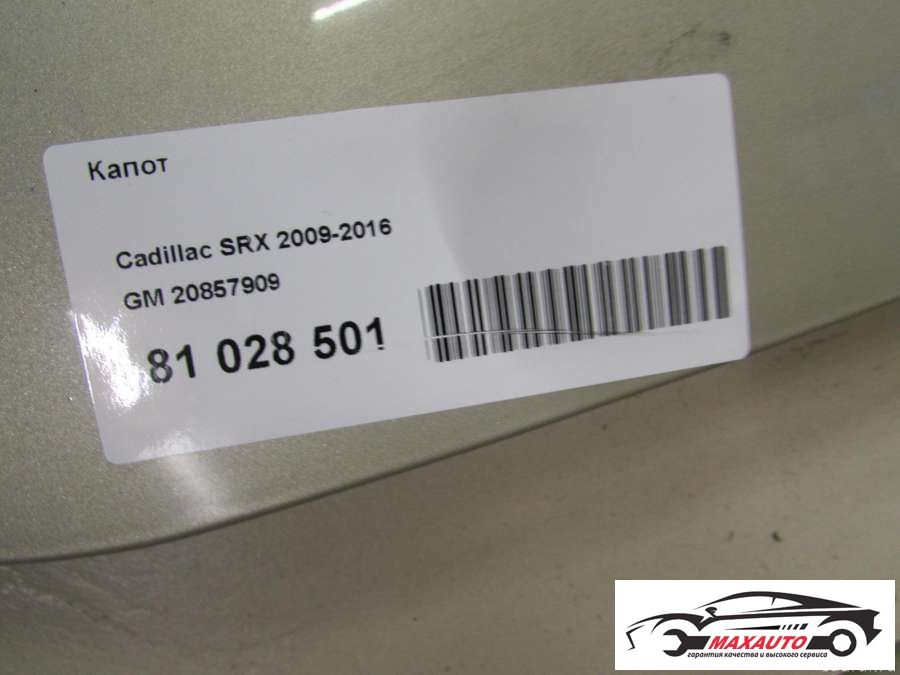 Капот
Cadillac SRX 2009-2016
GM 20857909
81 028 501
MAXAUTO
гарантия качества и высокого сервиса